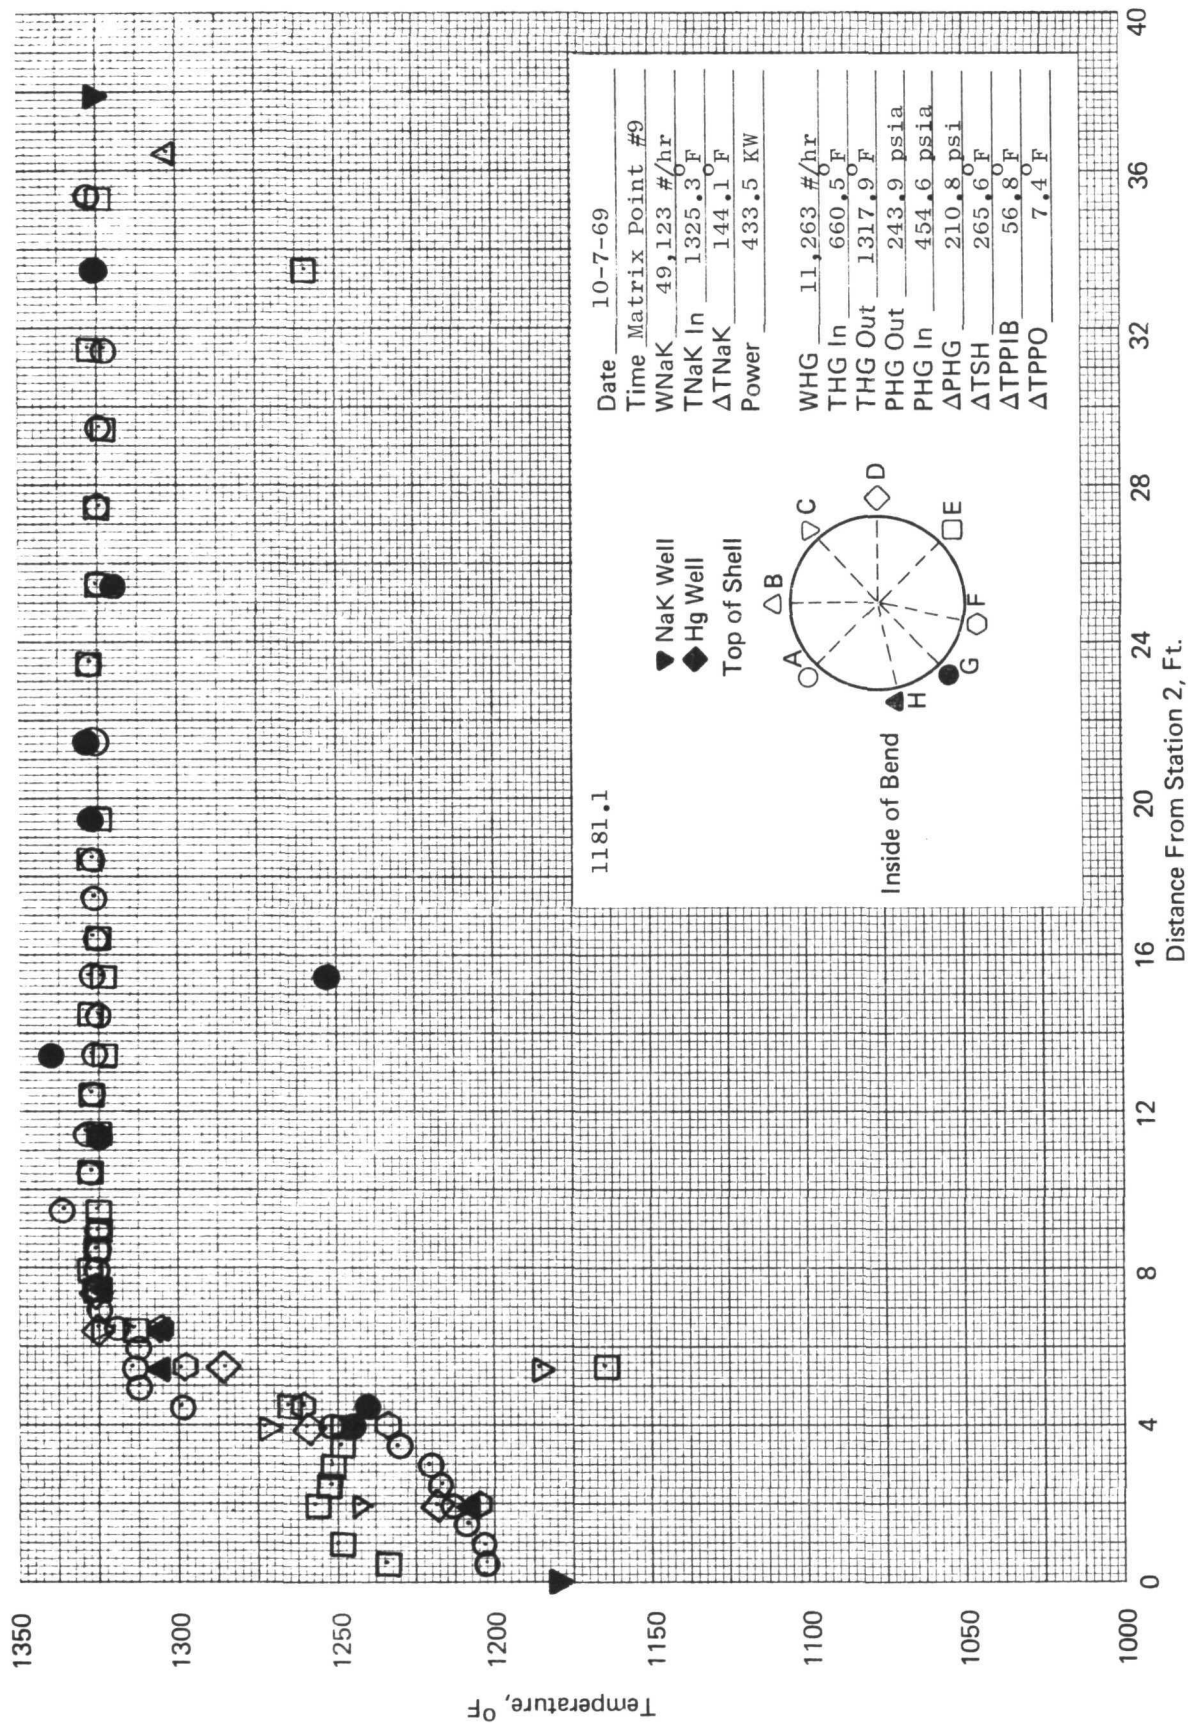 Temperature, °F
1350
1300
1250
1200
1150
1100
1050
1000
0
4
8
12
16
20
24
28
32
36
40
Distance From Station 2, Ft.
1181.1
▼ NaK Well
◆ Hg Well
Top of Shell
Inside of Bend
A
B
C
D
E
F
G
H
Date 10-7-69
Time Matrix Point #9
WNaK 49,123 #/hr
TNaK In 1325.3°F
ΔTNaK 144.1°F
Power 433.5 KW
WHG 11,263 #/hr
THG In 660.5°F
THG Out 1317.9°F
PHG Out 243.9 psia
PHG In 454.6 psia
ΔPHG 210.8 psi
ΔTSH 265.6°F
ΔTPPIB 56.8°F
ΔTPPO 7.4°F